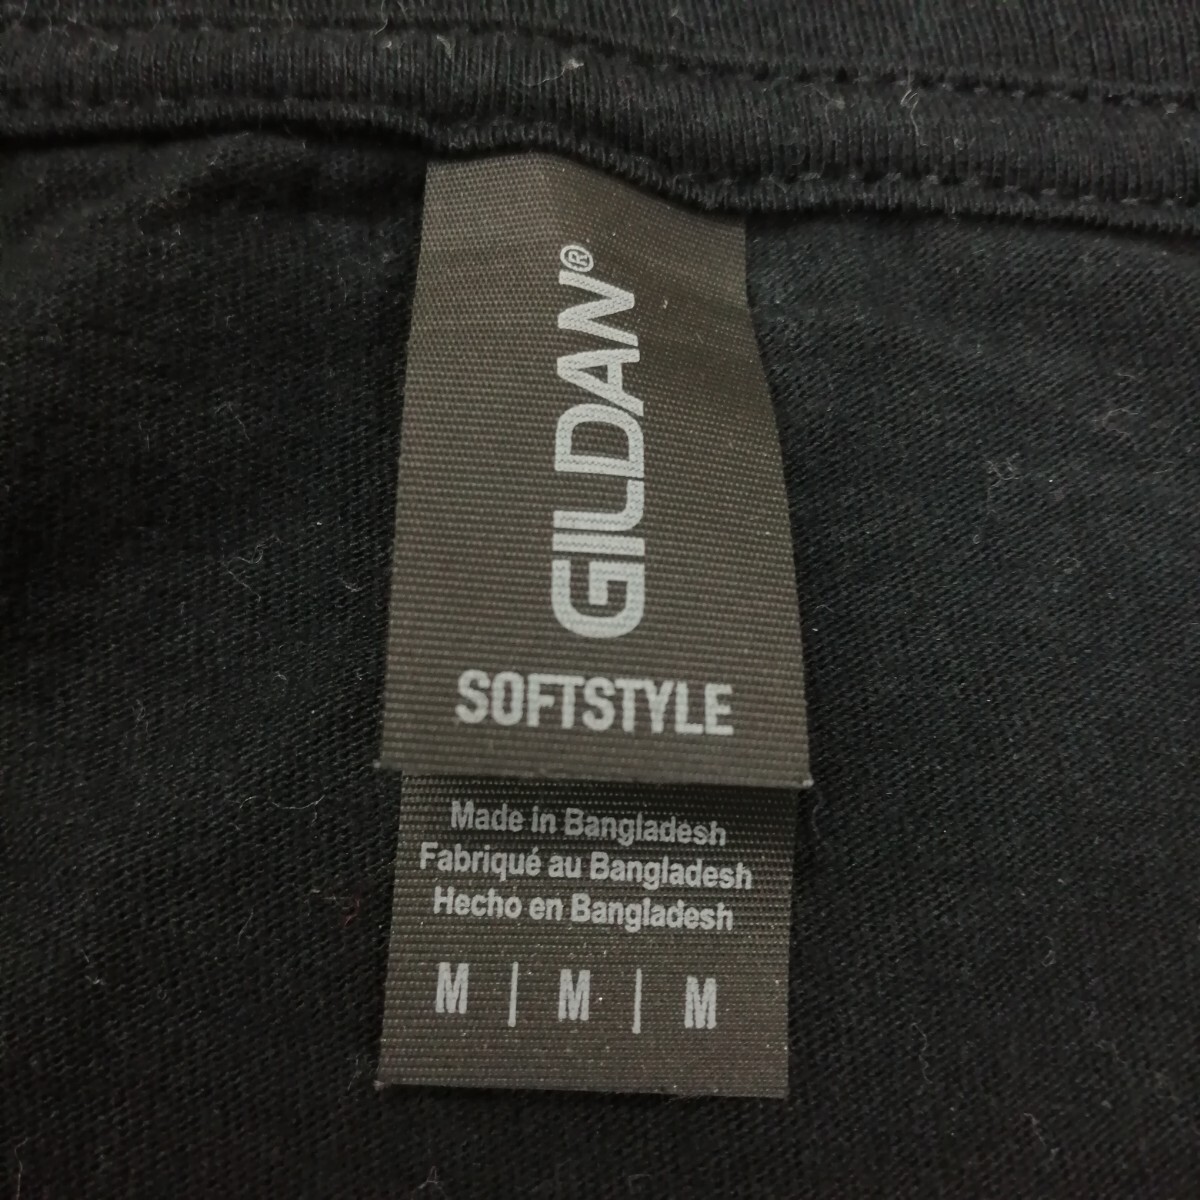 GILDAN®
SOFTSTYLE
Made in Bangladesh
Fabriqué au Bangladesh
Hecho en Bangladesh
M | M | M